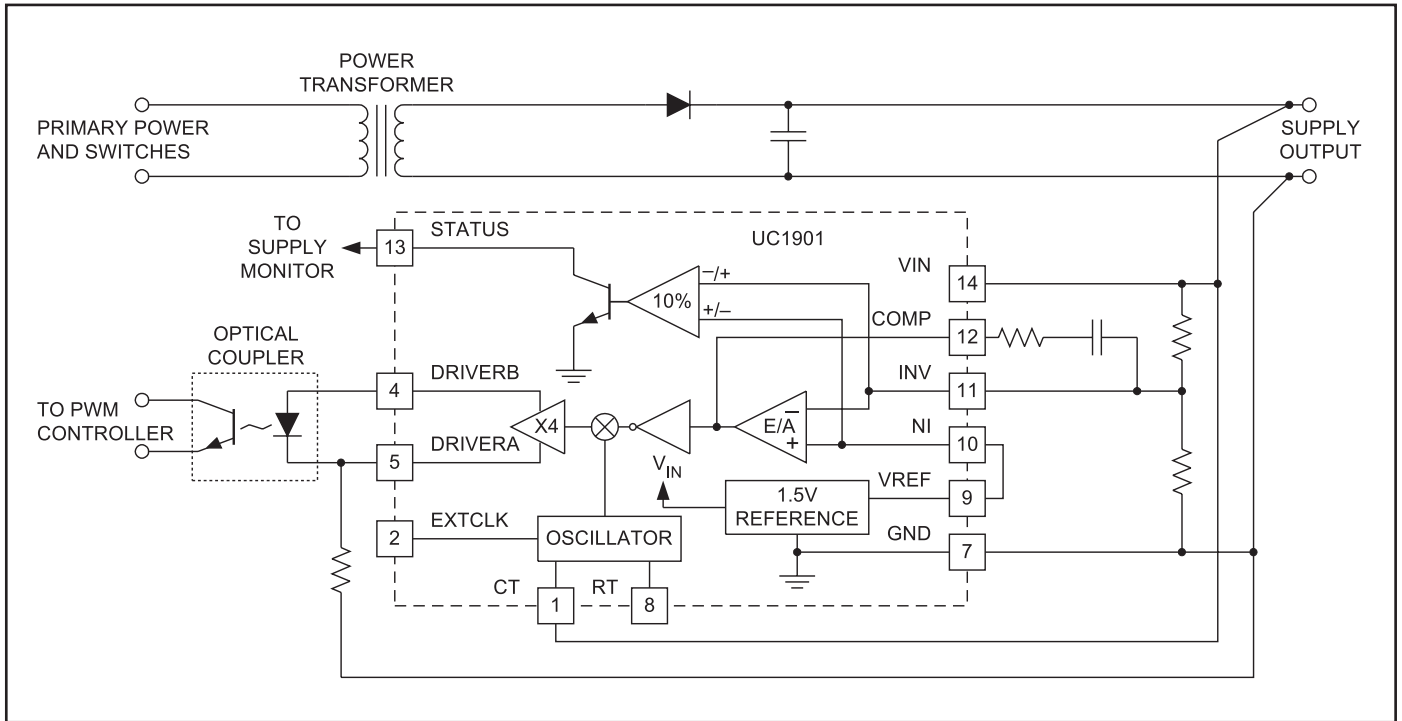 POWER
TRANSFORMER
PRIMARY POWER
AND SWITCHES
SUPPLY
OUTPUT
TO
SUPPLY
MONITOR
13
STATUS
UC1901
10%
–/+
+/–
VIN
14
COMP
12
OPTICAL
COUPLER
DRIVERB
4
INV
11
TO PWM
CONTROLLER
X4
E/A
–
+
NI
10
DRIVERA
5
VIN
1.5V
REFERENCE
VREF
9
EXTCLK
2
OSCILLATOR
GND
7
CT
1
RT
8